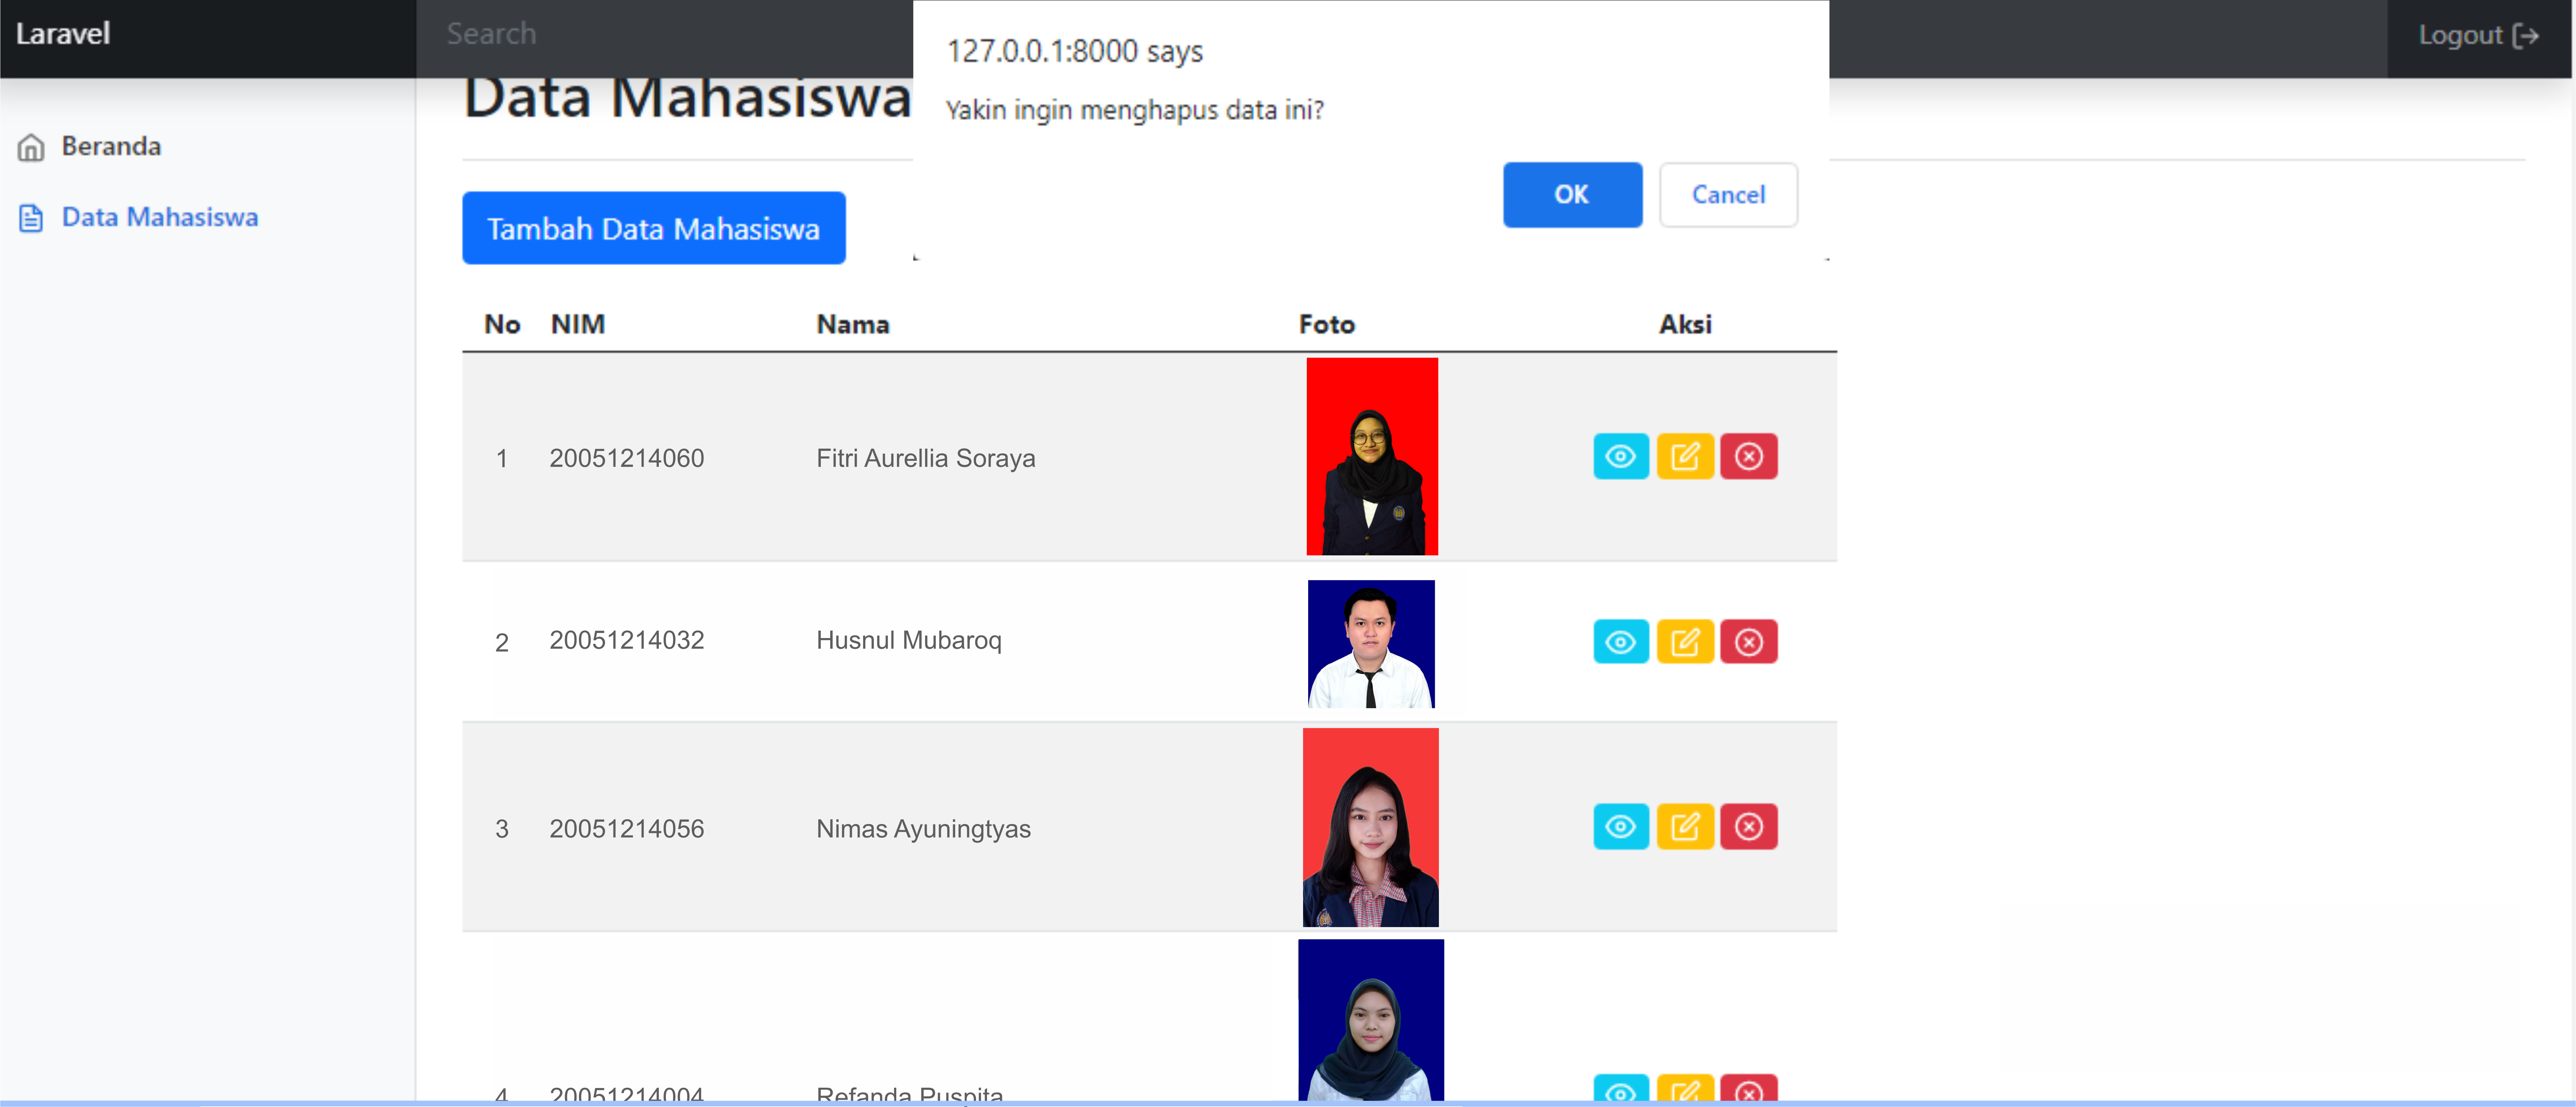 Laravel
Search
Logout
127.0.0.1:8000 says
Yakin ingin menghapus data ini?
OK
Cancel
Beranda
Data Mahasiswa
Data Mahasiswa
Tambah Data Mahasiswa
No NIM Nama Foto Aksi
1 20051214060 Fitri Aurellia Soraya
2 20051214032 Husnul Mubaroq
3 20051214056 Nimas Ayuningtyas
4 20051214004 Refanda Puspita